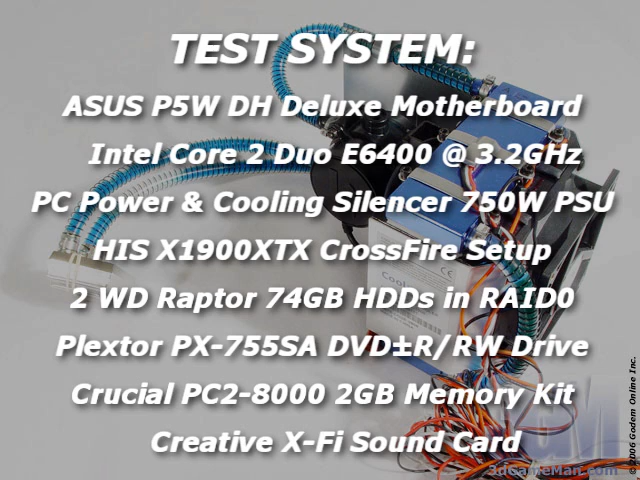 TEST SYSTEM:
ASUS P5W DH Deluxe Motherboard
Intel Core 2 Duo E6400 @ 3.2GHz
PC Power & Cooling Silencer 750W PSU
HIS X1900XTX CrossFire Setup
2 WD Raptor 74GB HDDs in RAID0
Plextor PX-755SA DVD±R/RW Drive
Crucial PC2-8000 2GB Memory Kit
Creative X-Fi Sound Card
3dGameMan.com
©2006 Godem Online Inc.